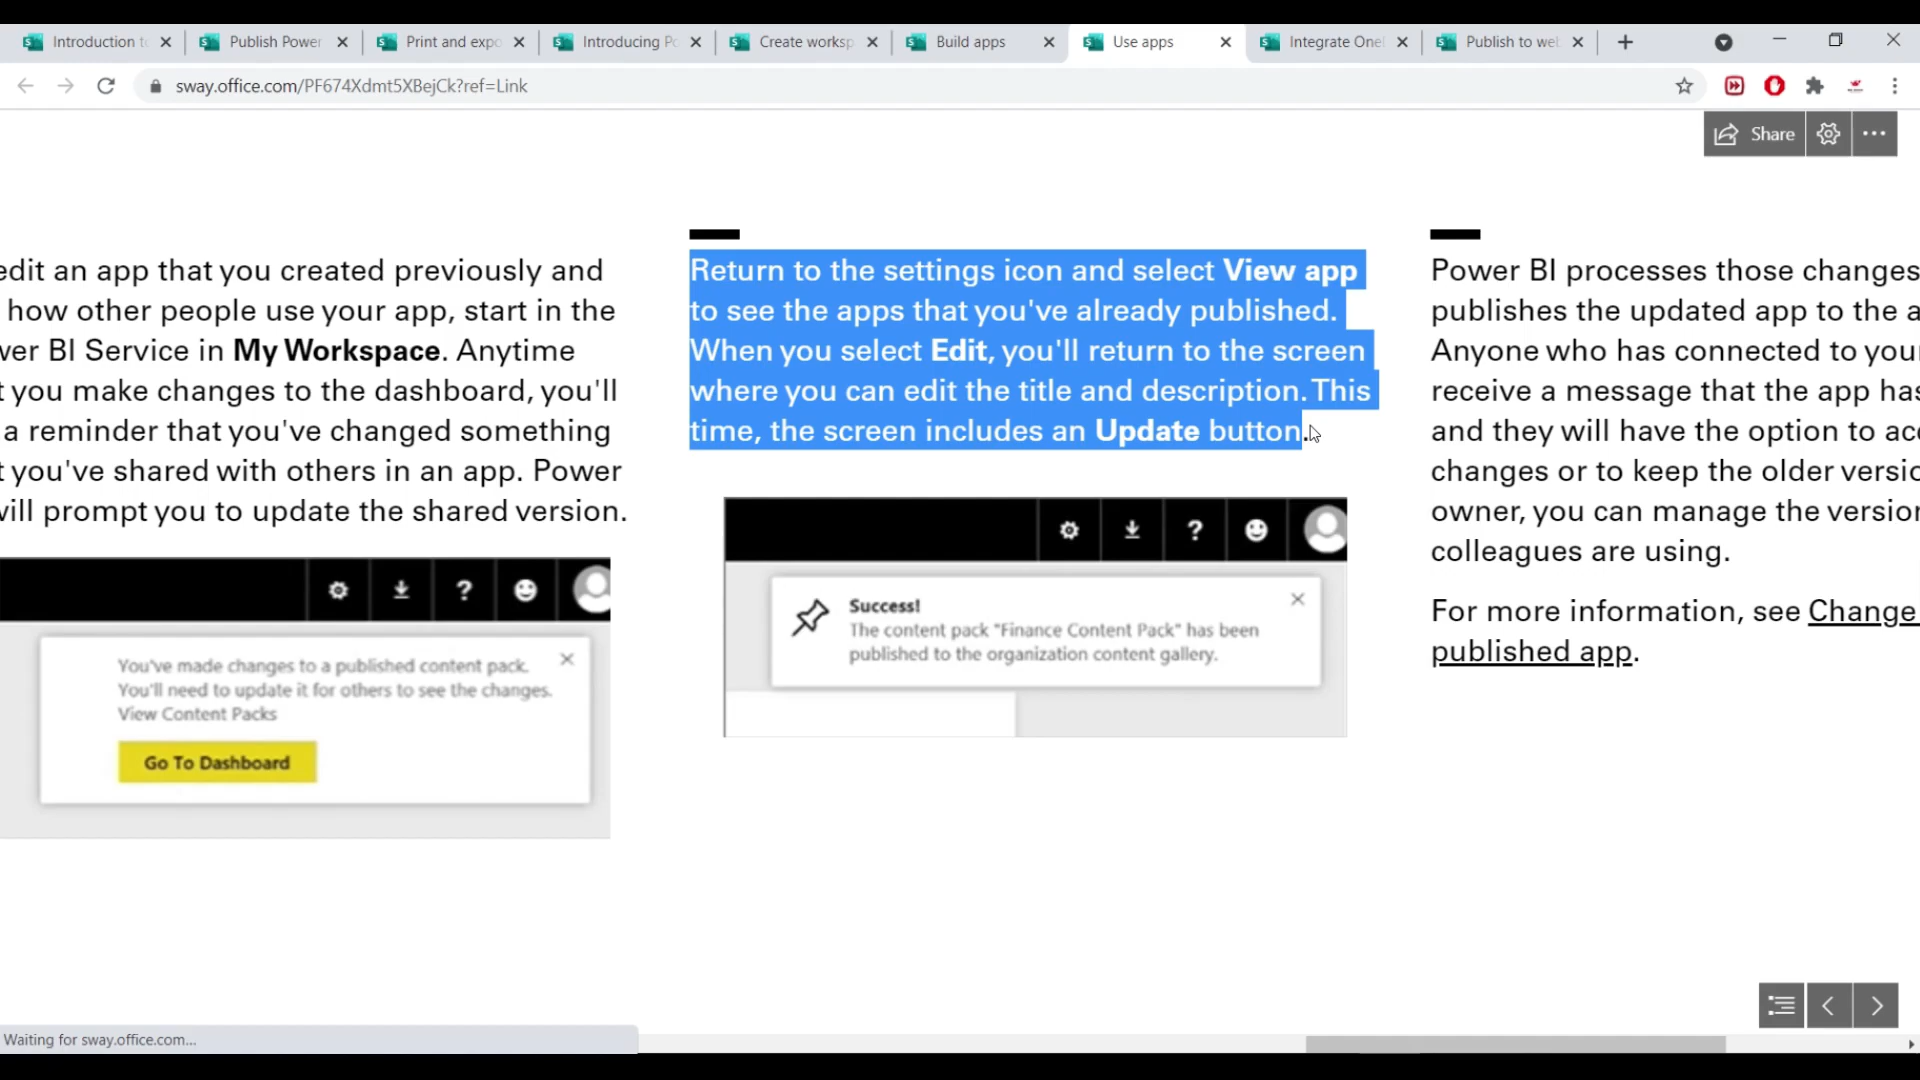 Introduction to
Publish Power
Print and expo
Introducing Po
Create worksp
Build apps
Use apps
Integrate OneD
Publish to web
sway.office.com/PF674Xdmt5XBejCk?ref=Link
Share
edit an app that you created previously and
how other people use your app, start in the
wer BI Service in My Workspace. Anytime
t you make changes to the dashboard, you'll
a reminder that you've changed something
t you've shared with others in an app. Power
will prompt you to update the shared version.
You've made changes to a published content pack.
You'll need to update it for others to see the changes.
View Content Packs
Go To Dashboard
Return to the settings icon and select View app
to see the apps that you've already published.
When you select Edit, you'll return to the screen
where you can edit the title and description. This
time, the screen includes an Update button.
Success!
The content pack "Finance Content Pack" has been
published to the organization content gallery.
Power BI processes those changes
publishes the updated app to the a
Anyone who has connected to your
receive a message that the app has
and they will have the option to acc
changes or to keep the older versio
owner, you can manage the version
colleagues are using.
For more information, see Change
published app.
Waiting for sway.office.com...